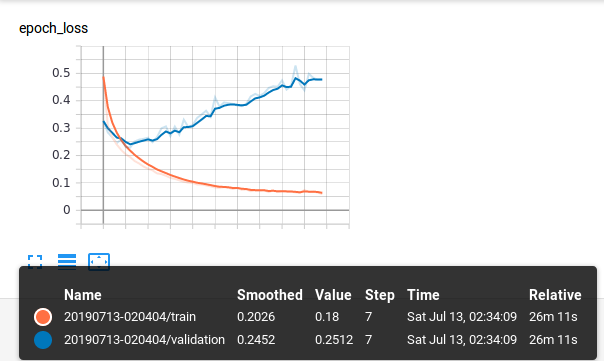 epoch_loss
0.5
0.4
0.3
0.2
0.1
0
Name Smoothed Value Step Time Relative
20190713-020404/train 0.2026 0.18 7 Sat Jul 13, 02:34:09 26m 11s
20190713-020404/validation 0.2452 0.2512 7 Sat Jul 13, 02:34:09 26m 11s